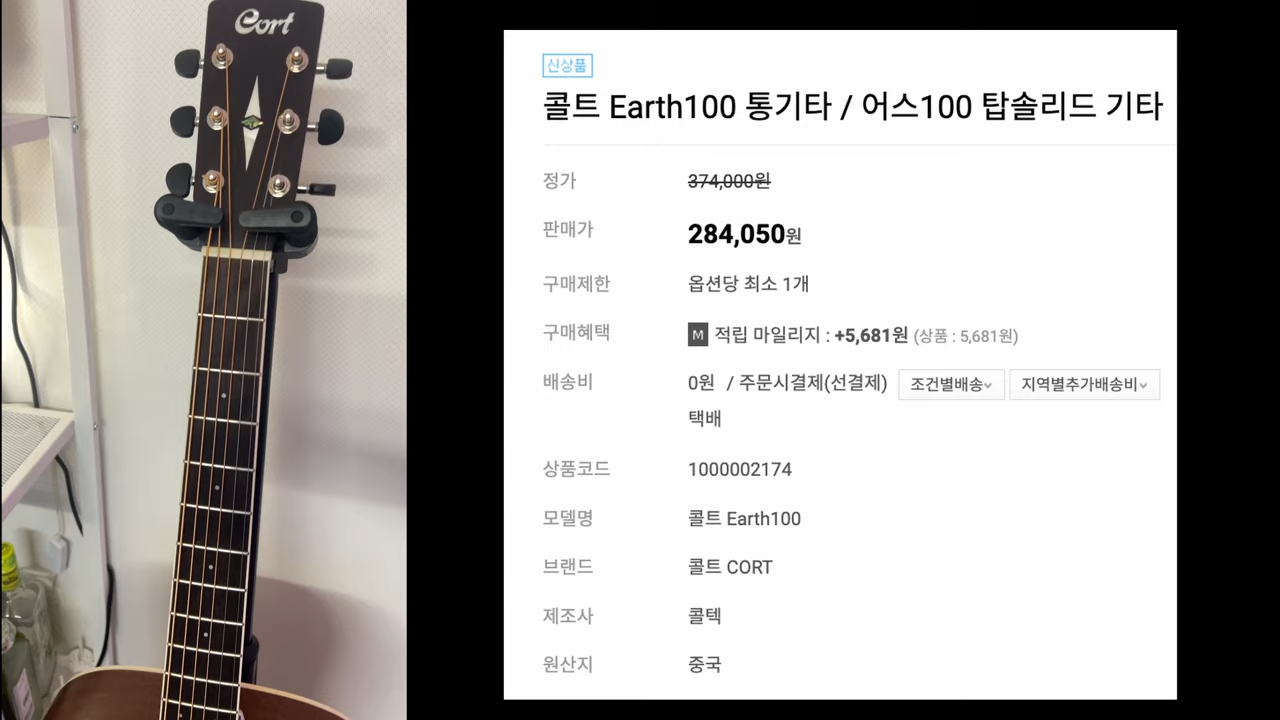 Cort
신상품
콜트 Earth100 통기타 / 어스100 탑솔리드 기타
정가 374,000원
판매가 284,050원
구매제한 옵션당 최소 1개
구매혜택 M 적립 마일리지 : +5,681원 (상품 : 5,681원)
배송비 0원 / 주문시결제(선결제) 조건별배송 지역별추가배송비
택배
상품코드 1000002174
모델명 콜트 Earth100
브랜드 콜트 CORT
제조사 콜텍
원산지 중국